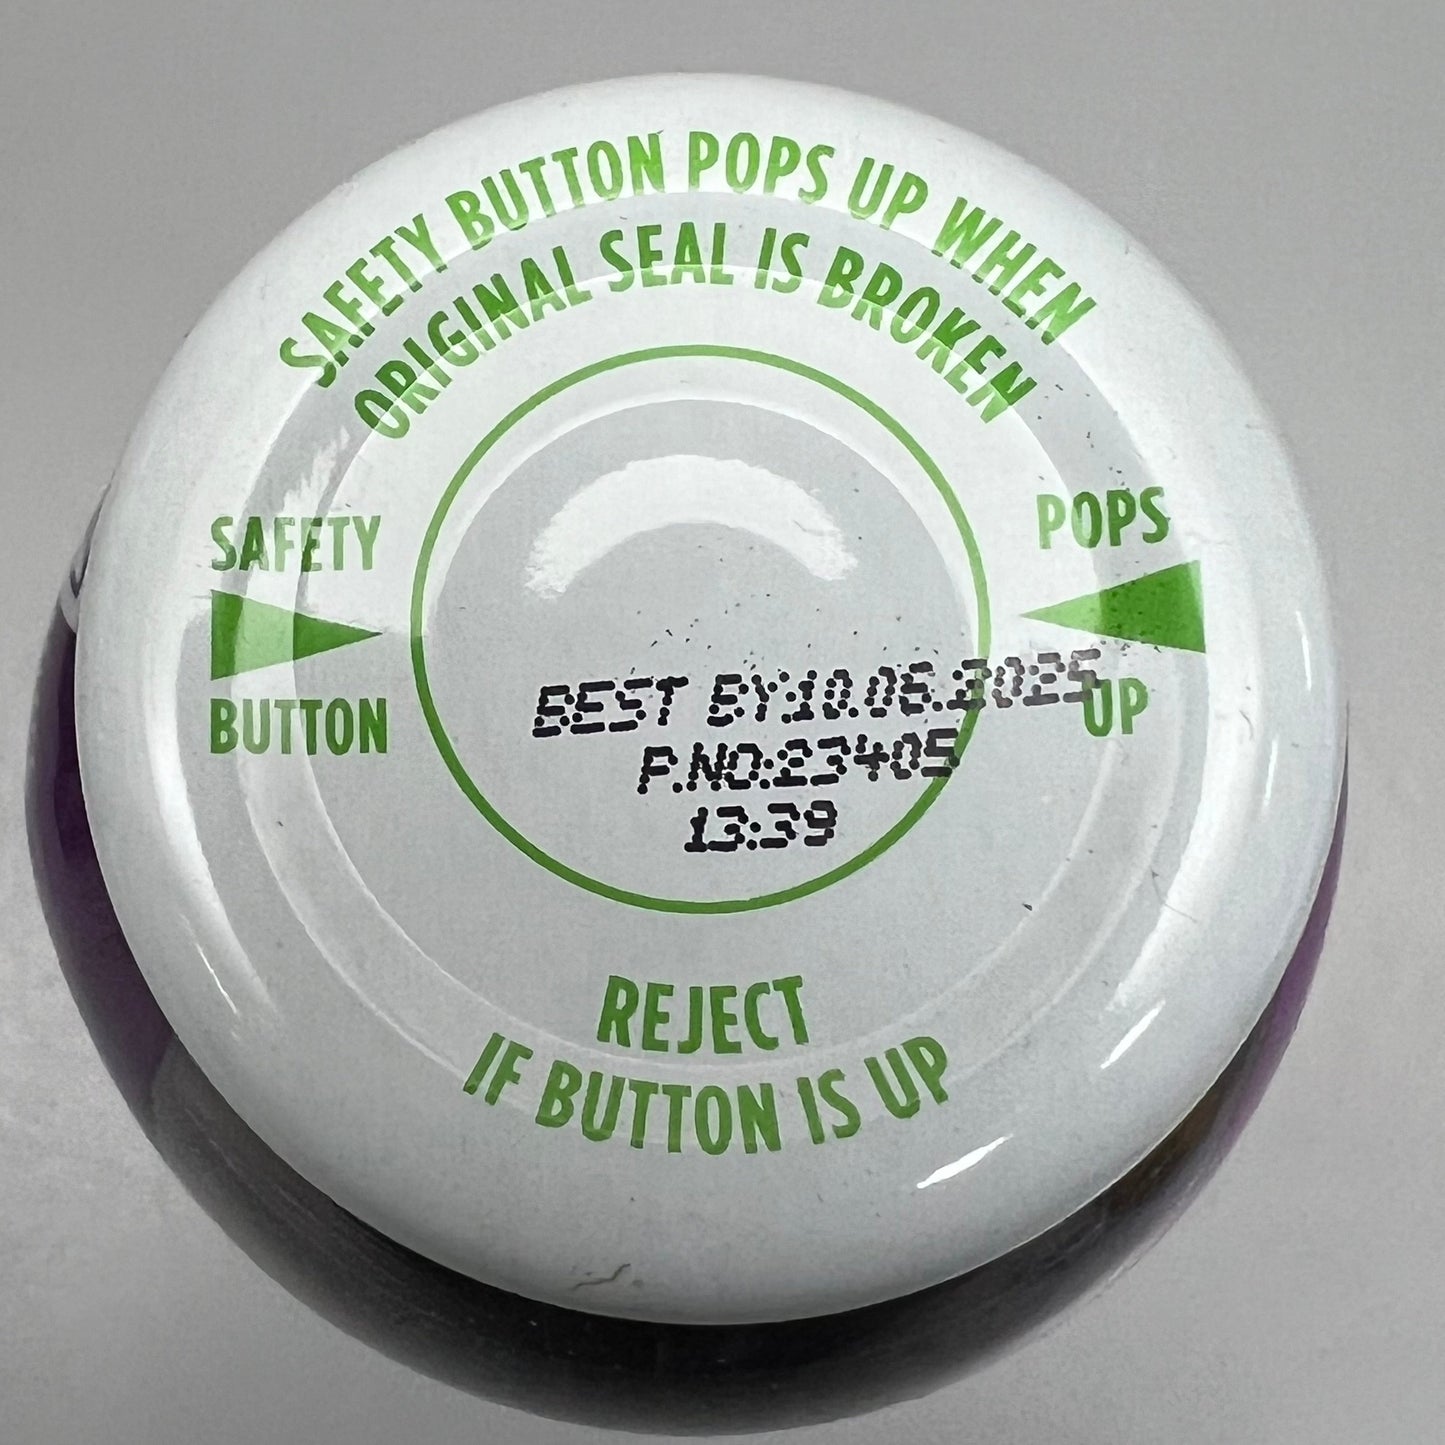 SAFETY BUTTON POPS UP WHEN
ORIGINAL SEAL IS BROKEN
SAFETY
BUTTON
POPS
UP
BEST BY:10.06.2025
P.NO:23405
13:39
REJECT
IF BUTTON IS UP